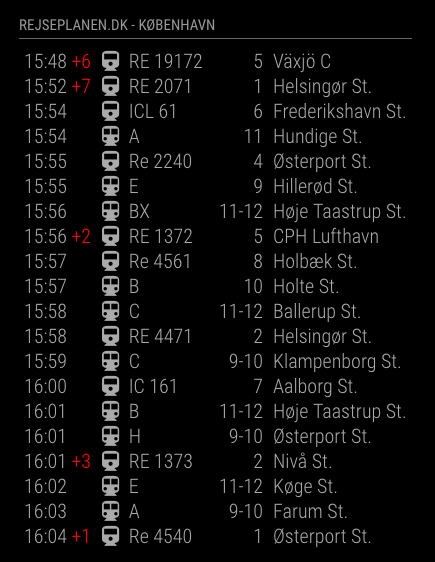 REJSEPLANEN.DK - KØBENHAVN
15:48 +6 RE 19172 5 Växjö C
15:52 +7 RE 2071 1 Helsingør St.
15:54 ICL 61 6 Frederikshavn St.
15:54 A 11 Hundige St.
15:55 Re 2240 4 Østerport St.
15:55 E 9 Hillerød St.
15:56 BX 11-12 Høje Taastrup St.
15:56 +2 RE 1372 5 CPH Lufthavn
15:57 Re 4561 8 Holbæk St.
15:57 B 10 Holte St.
15:58 C 11-12 Ballerup St.
15:58 RE 4471 2 Helsingør St.
15:59 C 9-10 Klampenborg St.
16:00 IC 161 7 Aalborg St.
16:01 B 11-12 Høje Taastrup St.
16:01 H 9-10 Østerport St.
16:01 +3 RE 1373 2 Nivå St.
16:02 E 11-12 Køge St.
16:03 A 9-10 Farum St.
16:04 +1 Re 4540 1 Østerport St.